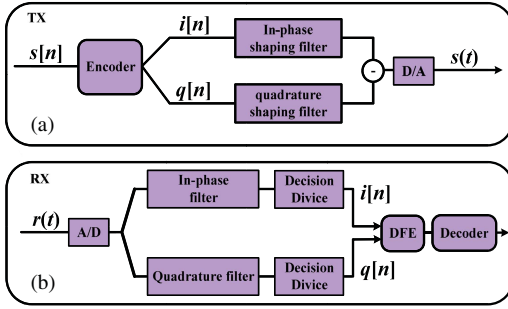 TX
i[n]
In-phase
shaping filter
s[n]
Encoder
-
D/A
s(t)
q[n]
quadrature
shaping filter
(a)
RX
In-phase
filter
Decision
Divice
i[n]
r(t)
A/D
DFE
Decoder
Quadrature filter
Decision
Divice
q[n]
(b)